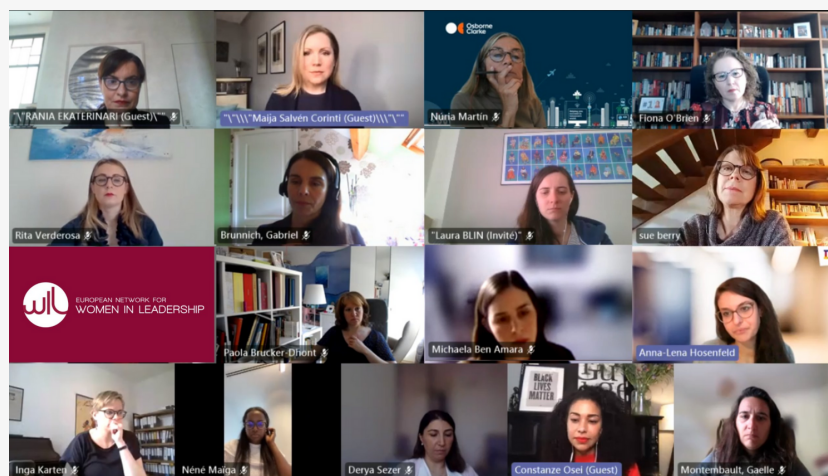 Osborne
Clarke
"\"RANIA EKATERINARI (Guest)\""
"\"\\\"Maija Salvén Corinti (Guest)\\\"\""
Núria Martín
Fiona O'Brien
Rita Verderosa
Brunnich, Gabriel
"Laura BLIN (Invité)"
sue berry
WIL
EUROPEAN NETWORK FOR
WOMEN IN LEADERSHIP
Paola Brucker-Dhont
Michaela Ben Amara
Anna-Lena Hosenfeld
BLACK
LIVES
MATTER
Inga Karten
Néné Maïga
Derya Sezer
Constanze Osei (Guest)
Montembault, Gaelle